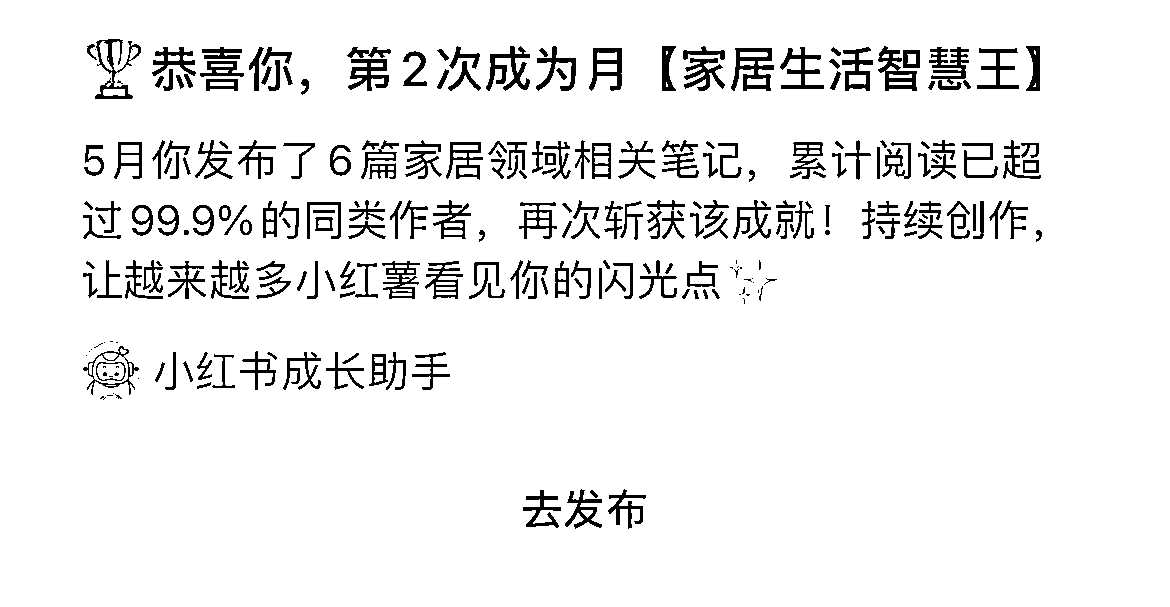 🏆恭喜你，第2次成为月【家居生活智慧王】
5月你发布了6篇家居领域相关笔记，累计阅读已超
过99.9%的同类作者，再次斩获该成就！持续创作，
让越来越多小红薯看见你的闪光点✨
小红书成长助手
去发布